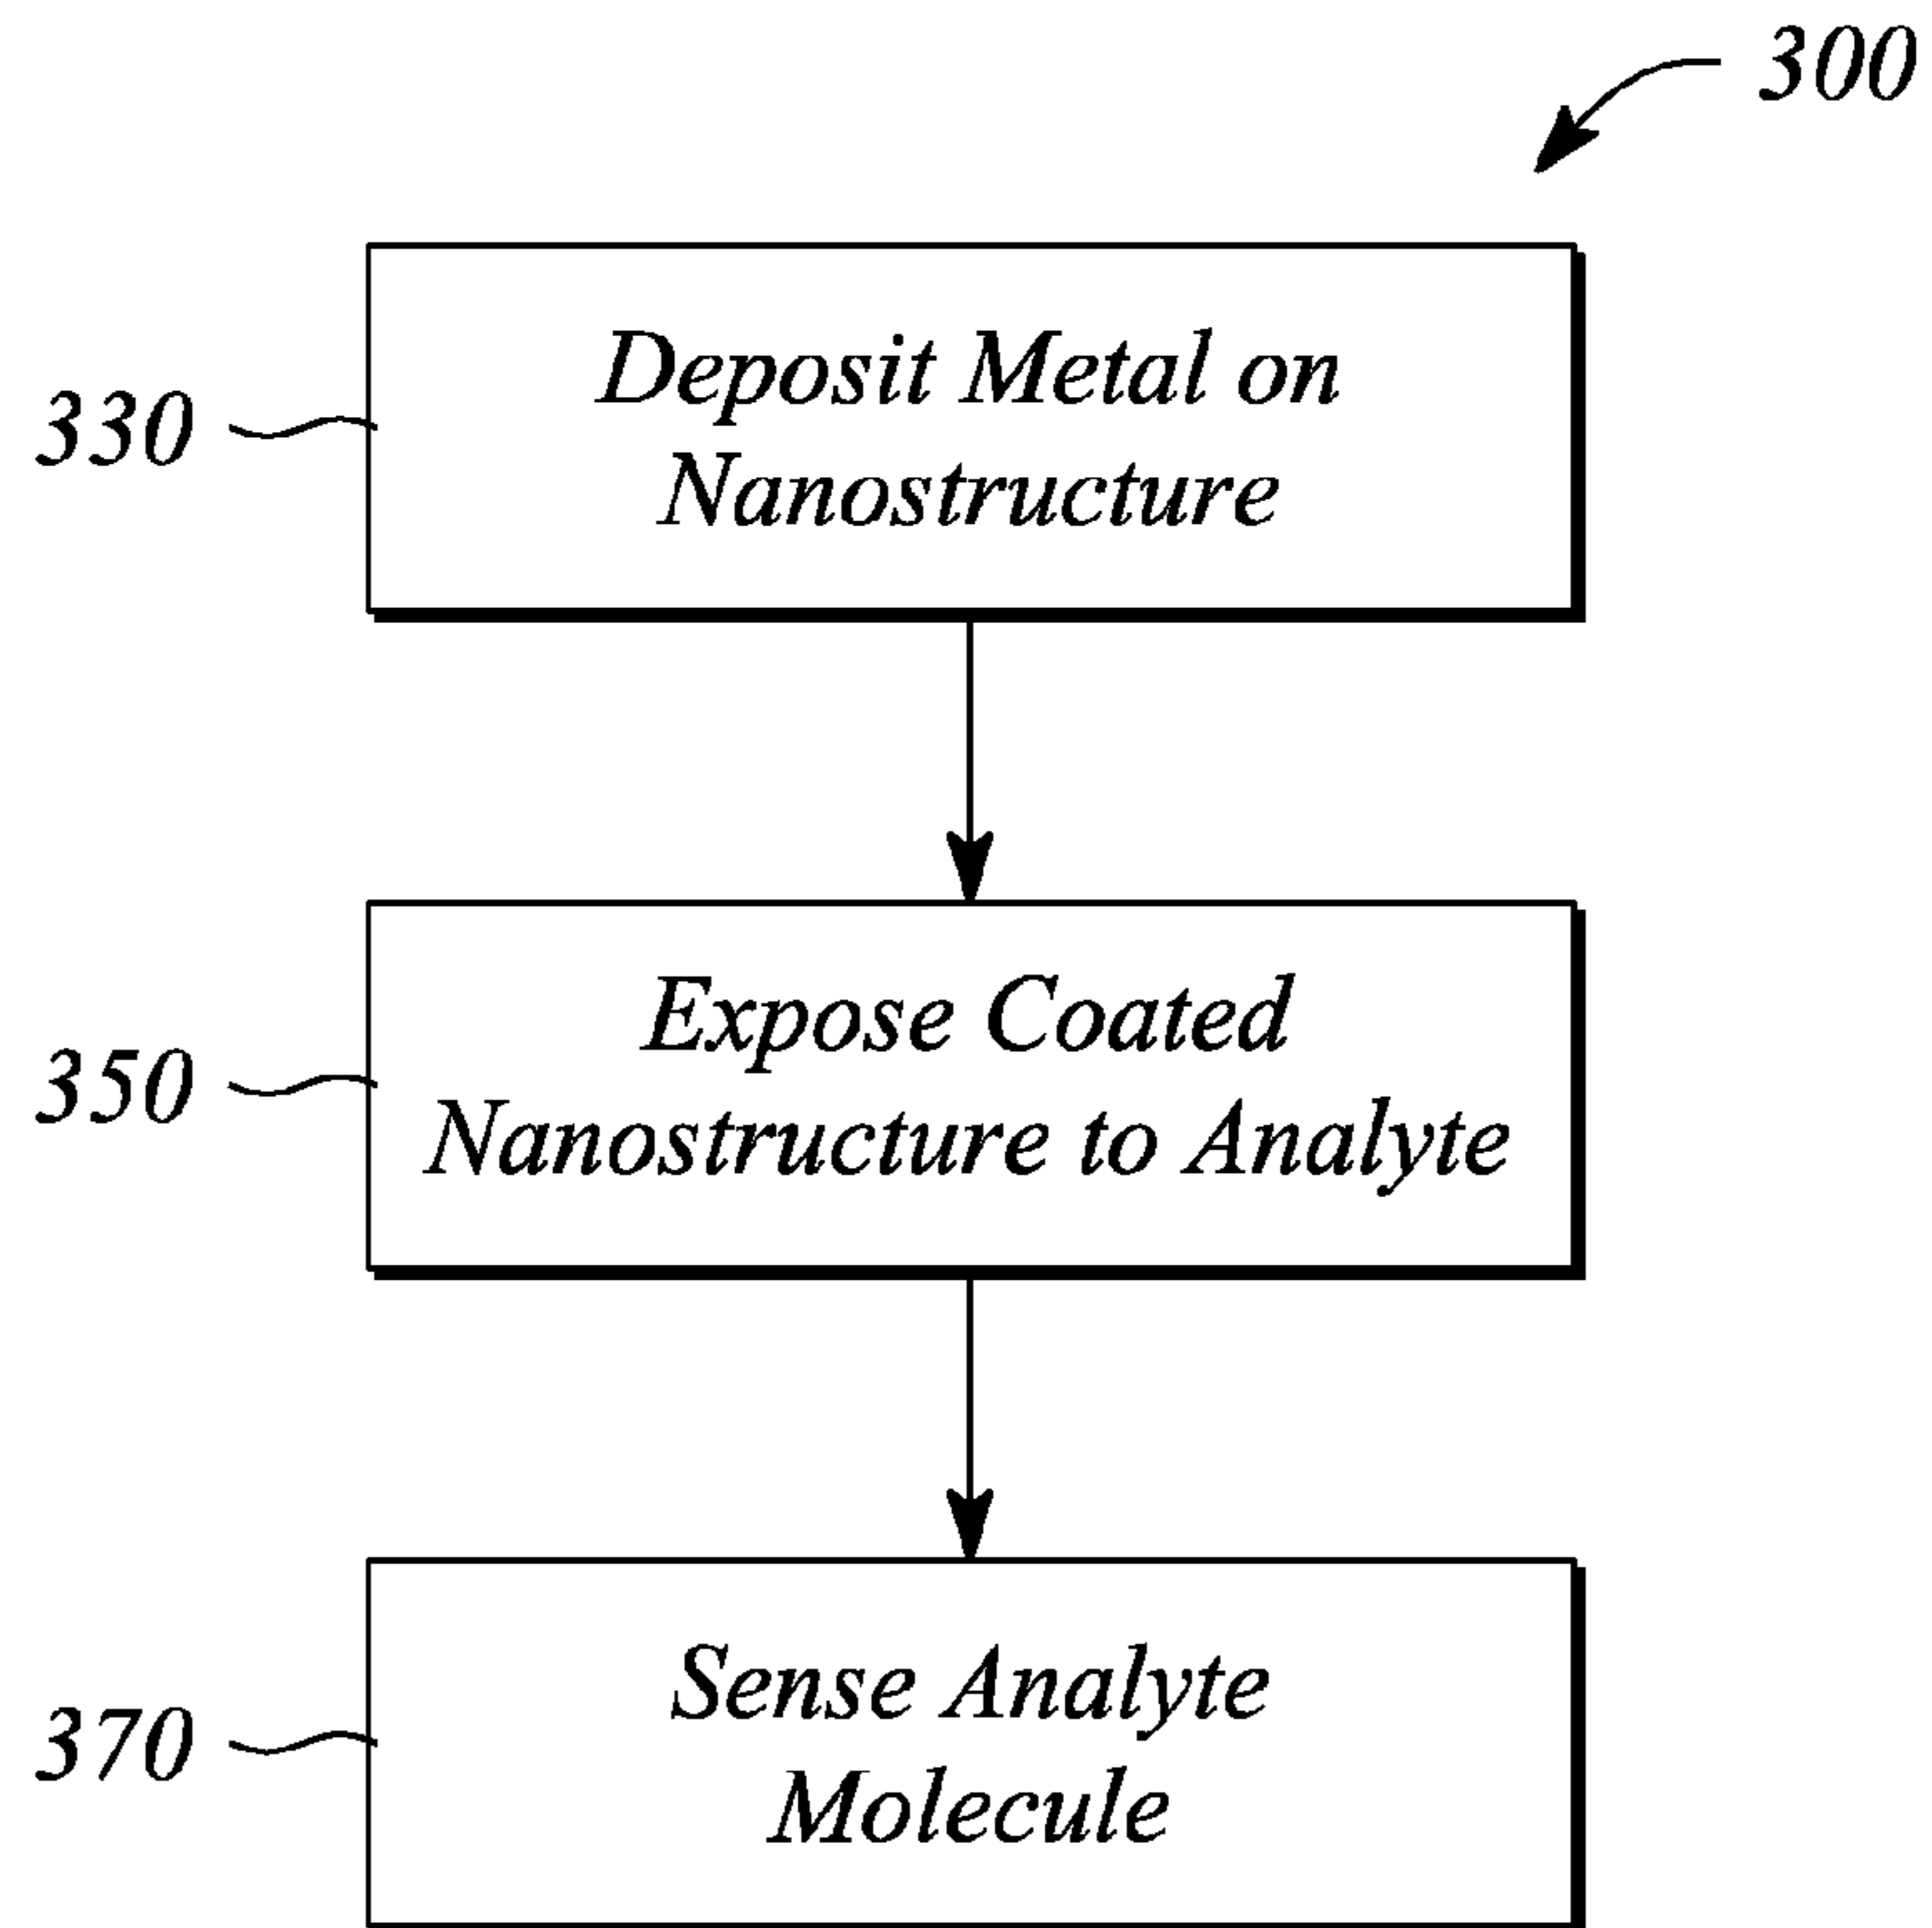 300
330
Deposit Metal on
Nanostructure
350
Expose Coated
Nanostructure to Analyte
370
Sense Analyte
Molecule